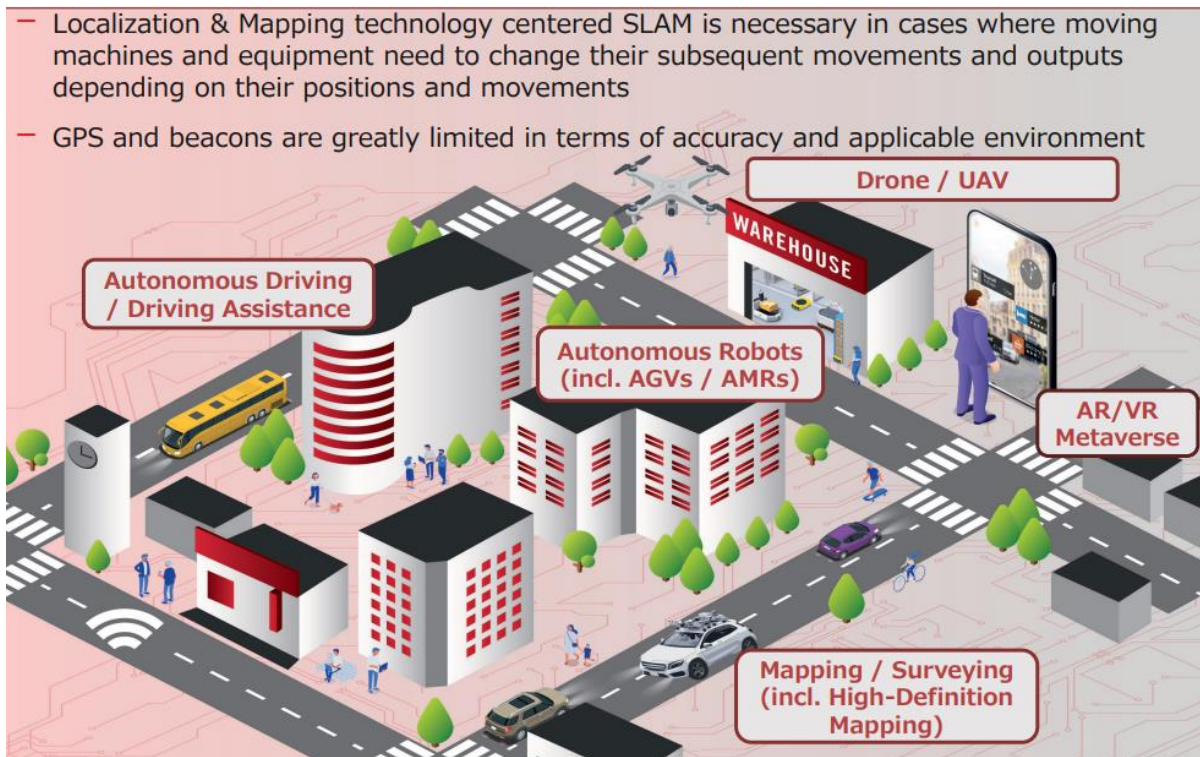 – Localization & Mapping technology centered SLAM is necessary in cases where moving
machines and equipment need to change their subsequent movements and outputs
depending on their positions and movements
– GPS and beacons are greatly limited in terms of accuracy and applicable environment
Drone / UAV
WAREHOUSE
Autonomous Driving
/ Driving Assistance
Autonomous Robots
(incl. AGVs / AMRs)
AR/VR
Metaverse
Mapping / Surveying
(incl. High-Definition
Mapping)